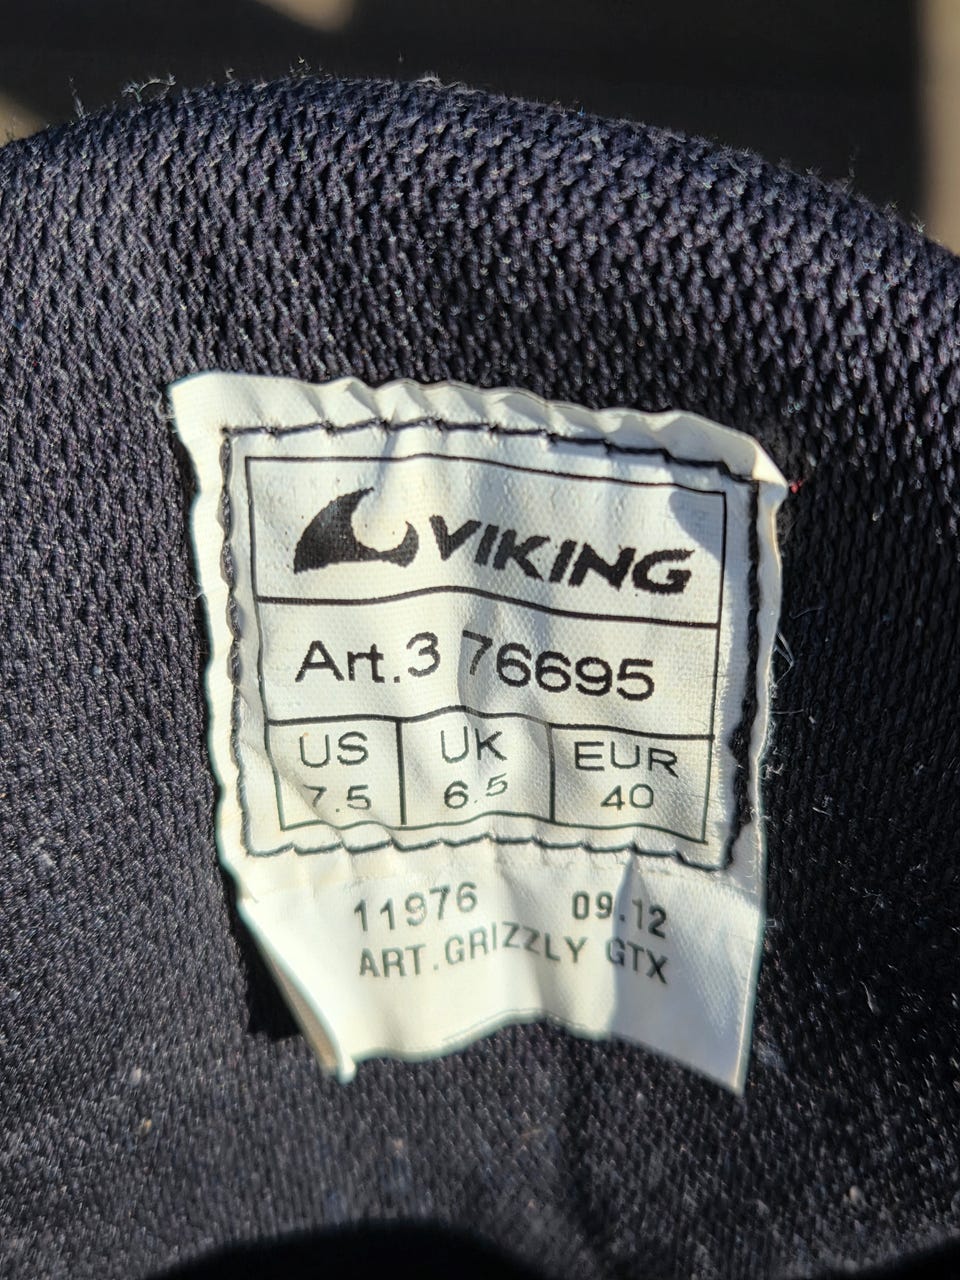 VIKING
Art.3 76695
US UK EUR
7.5 6.5 40
11976 09.12
ART.GRIZZLY GTX